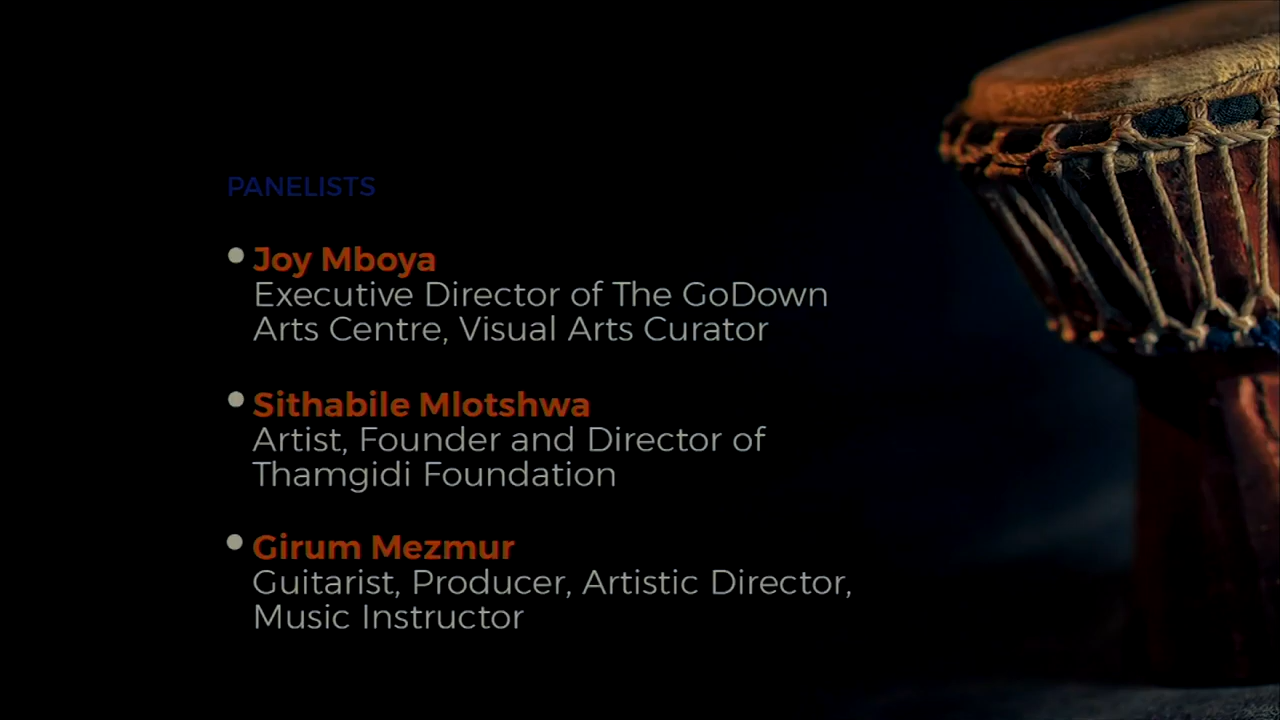 PANELISTS
• Joy Mboya
Executive Director of The GoDown
Arts Centre, Visual Arts Curator
• Sithabile Mlotshwa
Artist, Founder and Director of
Thamgidi Foundation
• Girum Mezmur
Guitarist, Producer, Artistic Director,
Music Instructor